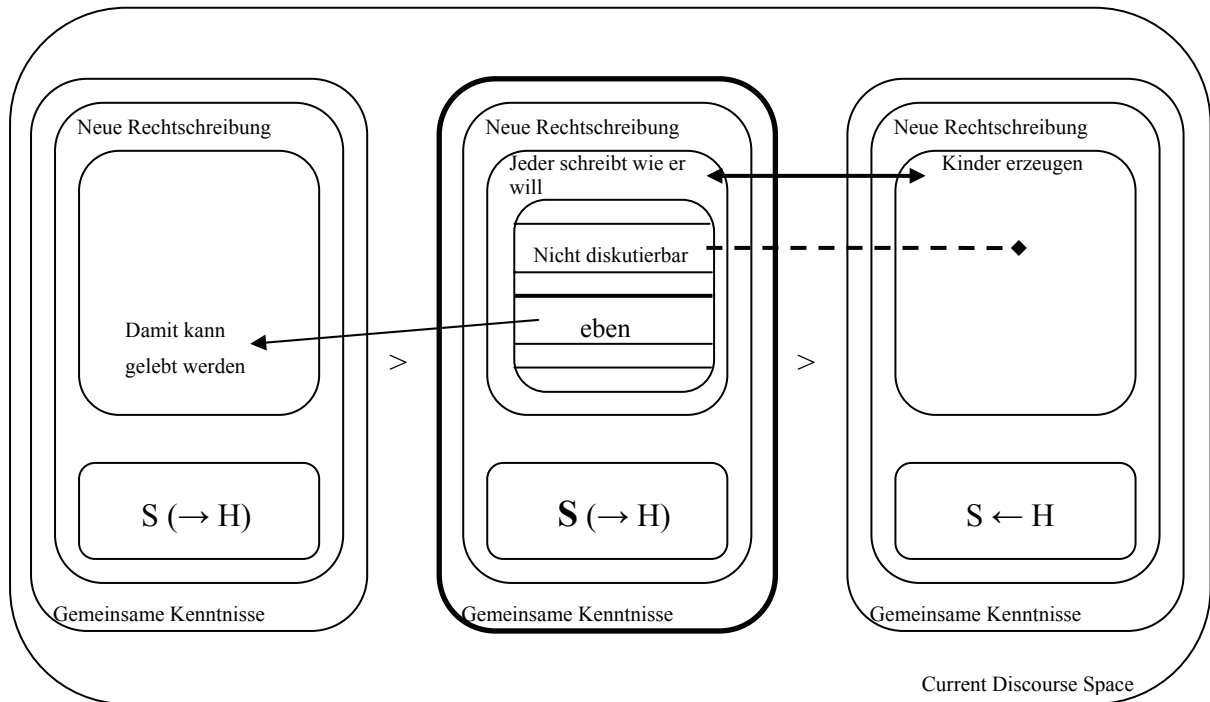 Neue Rechtschreibung
Damit kann
gelebt werden
S (→ H)
Gemeinsame Kenntnisse
>
Neue Rechtschreibung
Jeder schreibt wie er
will
Nicht diskutierbar
eben
S (→ H)
Gemeinsame Kenntnisse
>
Neue Rechtschreibung
Kinder erzeugen
S ← H
Gemeinsame Kenntnisse
Current Discourse Space